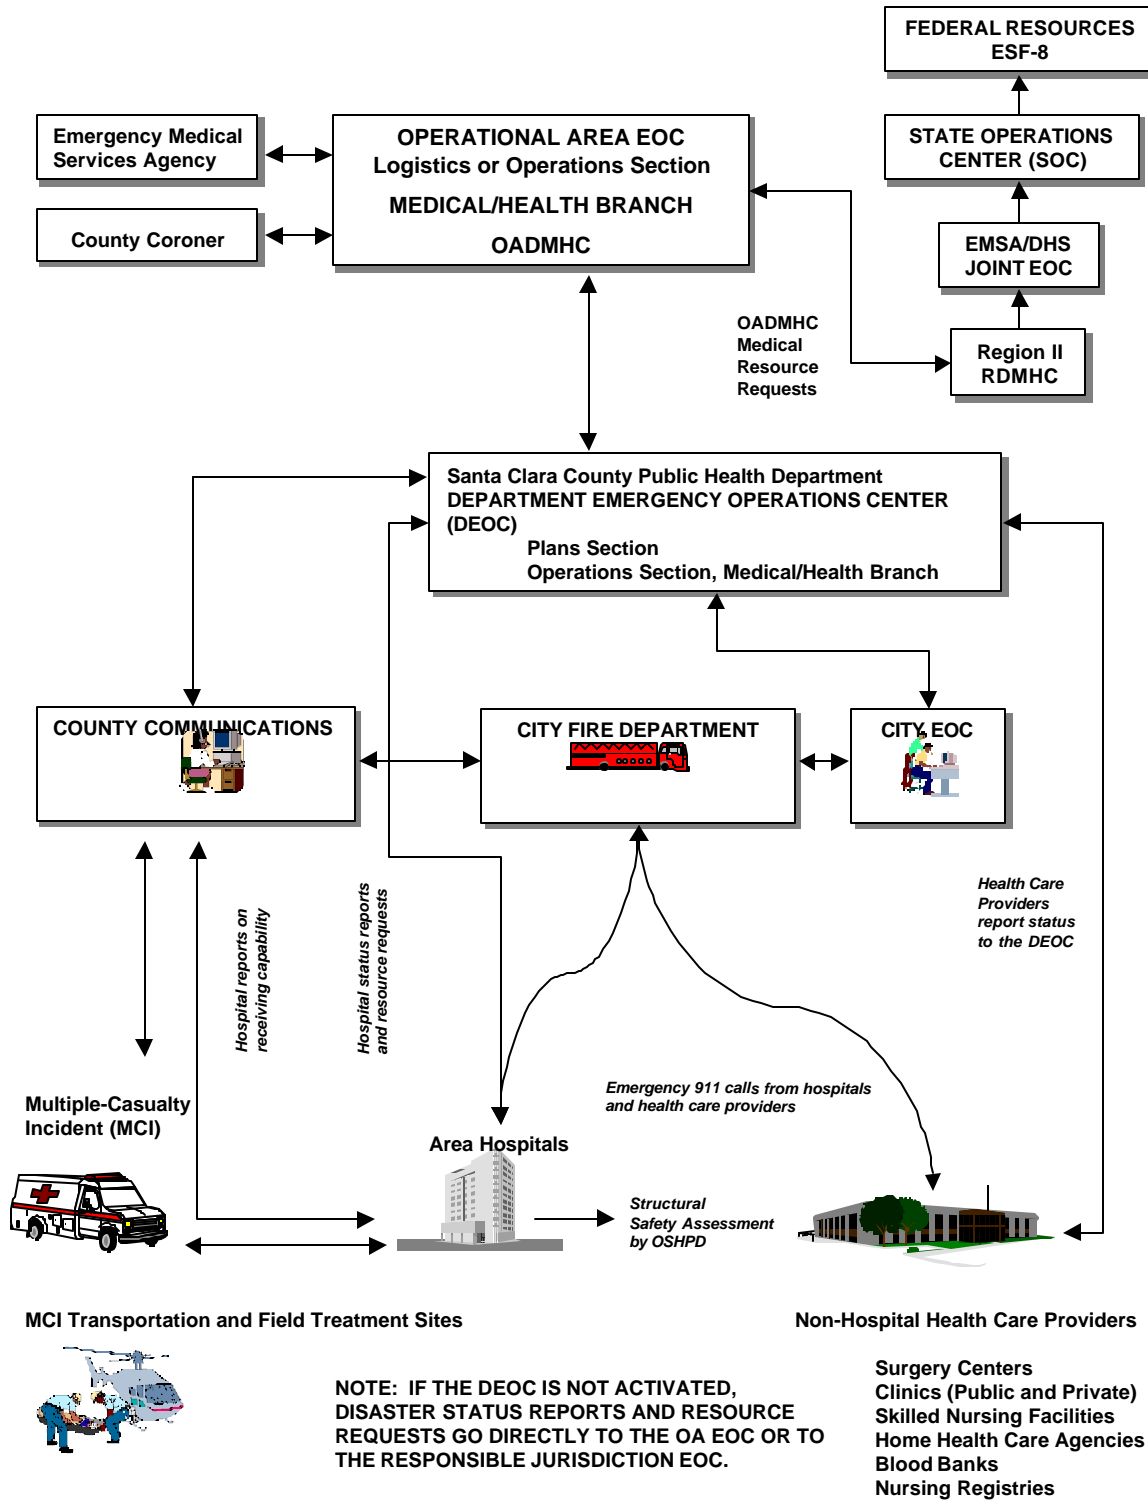 FEDERAL RESOURCES
ESF-8
Emergency Medical
Services Agency
OPERATIONAL AREA EOC
Logistics or Operations Section
MEDICAL/HEALTH BRANCH
OADMHC
STATE OPERATIONS
CENTER (SOC)
County Coroner
EMSA/DHS
JOINT EOC
OADMHC
Medical
Resource
Requests
Region II
RDMHC
Santa Clara County Public Health Department
DEPARTMENT EMERGENCY OPERATIONS CENTER
(DEOC)
Plans Section
Operations Section, Medical/Health Branch
COUNTY COMMUNICATIONS
CITY FIRE DEPARTMENT
CITY EOC
Hospital reports on
receiving capability
Hospital status reports
and resource requests
Health Care
Providers
report status
to the DEOC
Emergency 911 calls from hospitals
and health care providers
Multiple-Casualty
Incident (MCI)
Area Hospitals
Structural
Safety Assessment
by OSHPD
MCI Transportation and Field Treatment Sites
Non-Hospital Health Care Providers
Surgery Centers
Clinics (Public and Private)
Skilled Nursing Facilities
Home Health Care Agencies
Blood Banks
Nursing Registries
NOTE: IF THE DEOC IS NOT ACTIVATED,
DISASTER STATUS REPORTS AND RESOURCE
REQUESTS GO DIRECTLY TO THE OA EOC OR TO
THE RESPONSIBLE JURISDICTION EOC.